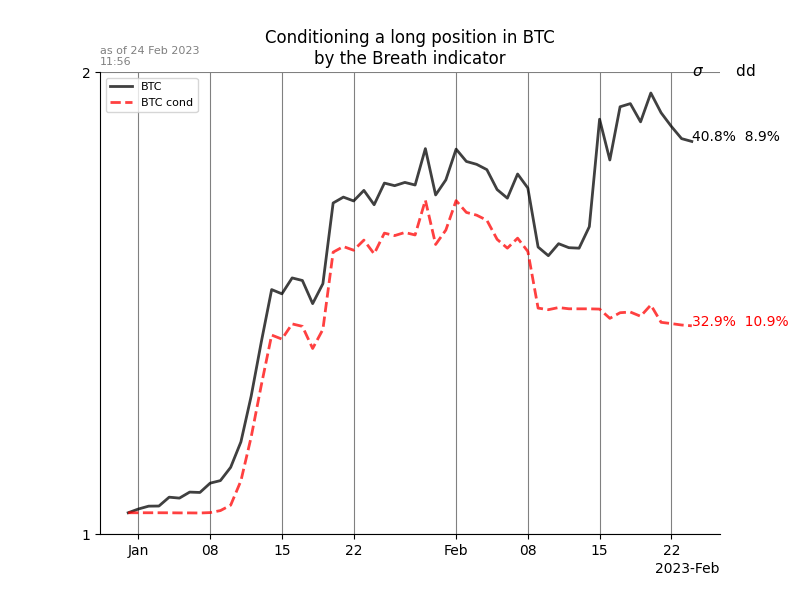 Conditioning a long position in BTC
by the Breath indicator
as of 24 Feb 2023
11:56
σ dd
2
BTC
BTC cond
40.8% 8.9%
32.9% 10.9%
1
Jan 08 15 22 Feb 08 15 22
2023-Feb